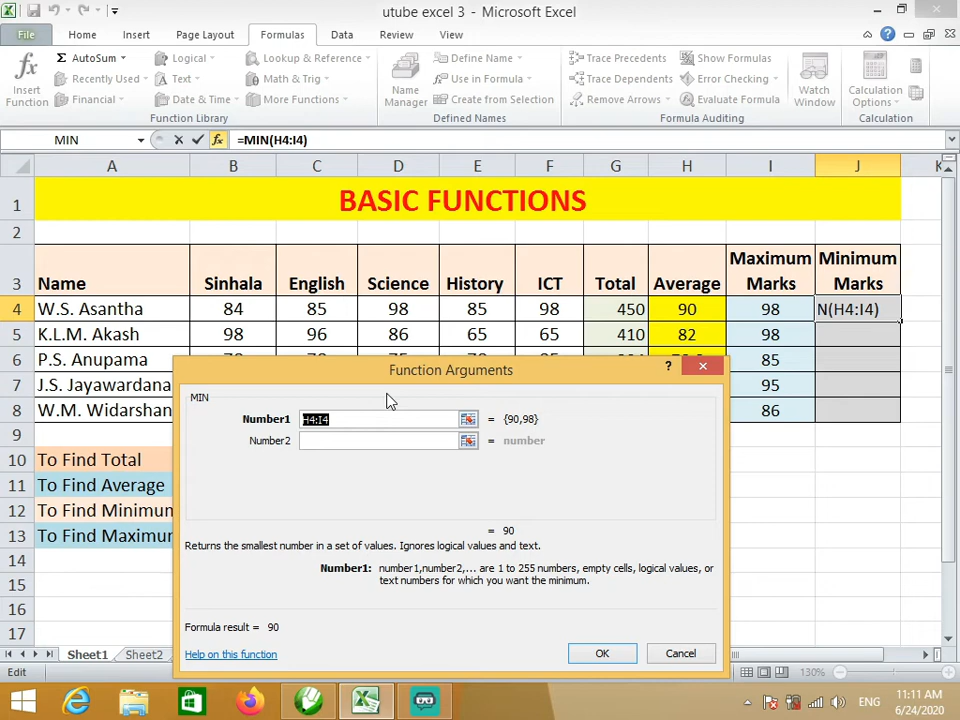 utube excel 3 - Microsoft Excel
File Home Insert Page Layout Formulas Data Review View
Insert Function
Σ AutoSum
Recently Used
Financial
Logical
Text
Date & Time
Lookup & Reference
Math & Trig
More Functions
Function Library
Name Manager
Define Name
Use in Formula
Create from Selection
Defined Names
Trace Precedents
Trace Dependents
Remove Arrows
Show Formulas
Error Checking
Evaluate Formula
Formula Auditing
Watch Window
Calculation Options
Calculation
MIN fx =MIN(H4:I4)
A B C D E F G H I J K
1 BASIC FUNCTIONS
2
3 Name Sinhala English Science History ICT Total Average Maximum Marks Minimum Marks
4 W.S. Asantha 84 85 98 85 98 450 90 98 N(H4:I4)
5 K.L.M. Akash 98 96 86 65 65 410 82 98
6 P.S. Anupama 85
7 J.S. Jayawardana 95
8 W.M. Widarshan 86
9
10 To Find Total
11 To Find Average
12 To Find Minimum
13 To Find Maximum
14
15
16
17
Function Arguments
?
MIN
Number1 H4:I4 = {90,98}
Number2 = number
= 90
Returns the smallest number in a set of values. Ignores logical values and text.
Number1: number1,number2,... are 1 to 255 numbers, empty cells, logical values, or
text numbers for which you want the minimum.
Formula result = 90
Help on this function
OK Cancel
Sheet1 Sheet2
Edit 130%
ENG
11:11 AM
6/24/2020